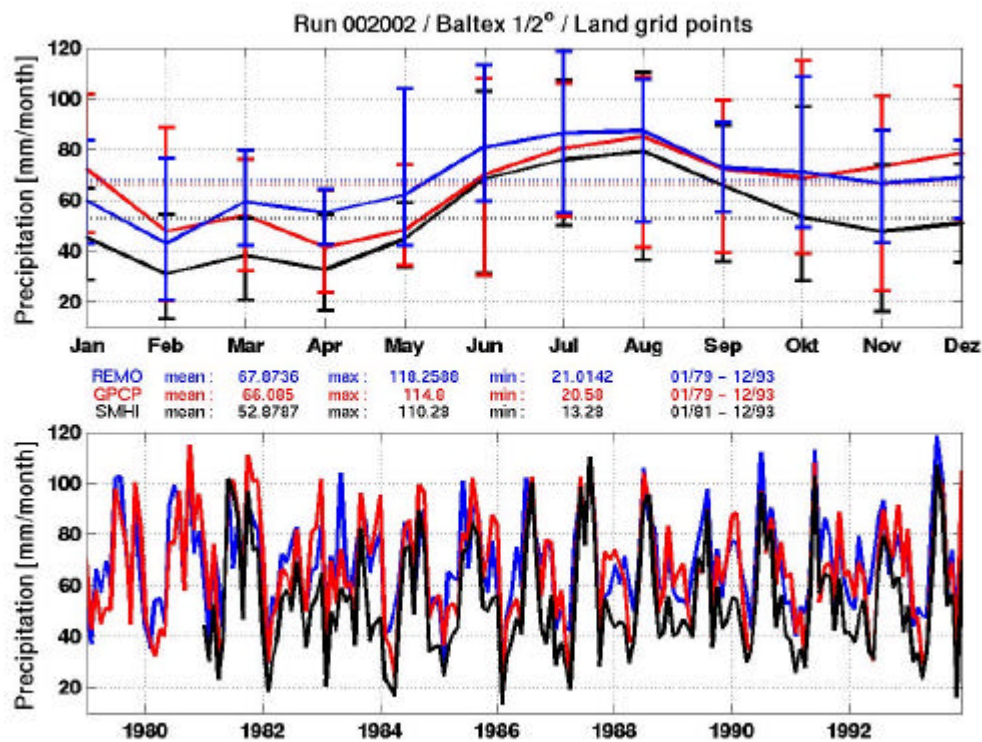 Run 002002 / Baltex 1/2° / Land grid points
Precipitation [mm/month]
120
100
80
60
40
20
Jan Feb Mar Apr May Jun Jul Aug Sep Okt Nov Dez
REMO mean : 67.8736 max : 118.2588 min : 21.0142 01/79 - 12/93
GPCP mean : 66.085 max : 114.8 min : 20.58 01/79 - 12/93
SMHI mean : 52.8787 max : 110.28 min : 13.28 01/81 - 12/93
Precipitation [mm/month]
120
100
80
60
40
20
1980 1982 1984 1986 1988 1990 1992